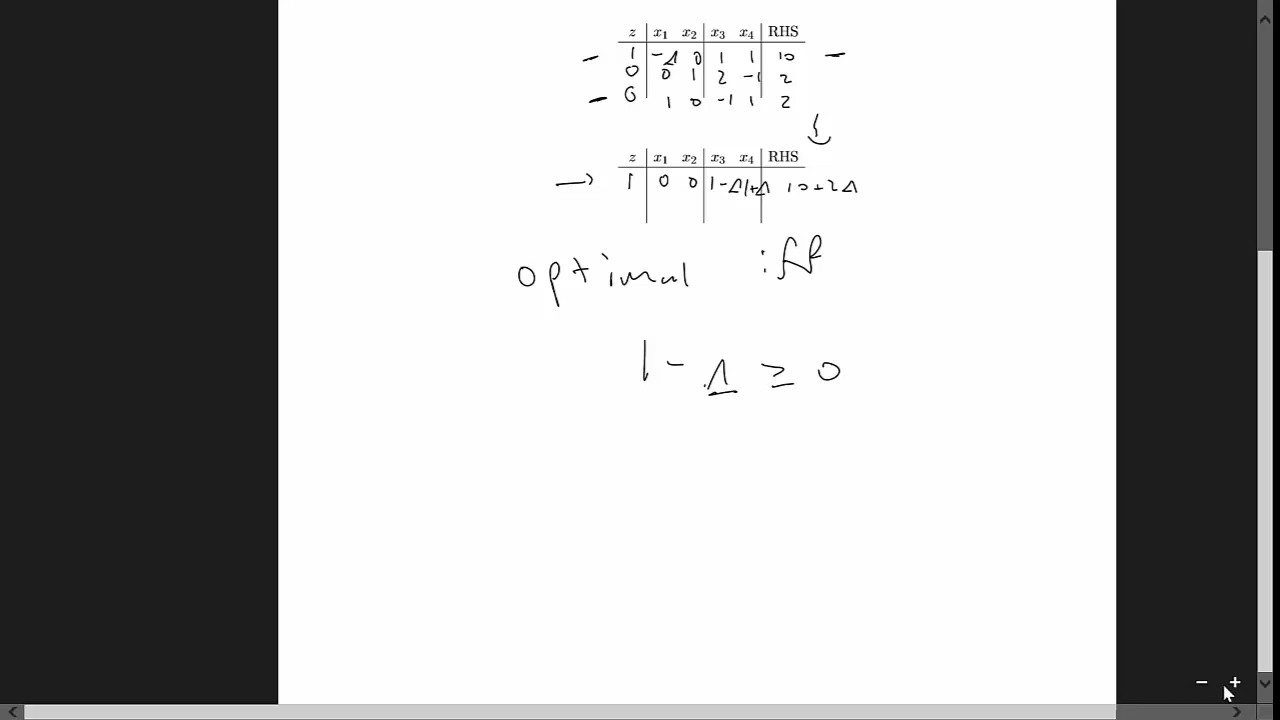 z x₁ x₂ x₃ x₄ RHS
– 1 -Δ 0 1 1 10 –
0 0 1 2 -1 2
– 0 1 0 -1 1 2
z x₁ x₂ x₃ x₄ RHS
→ 1 0 0 1-Δ 1+Δ 10+2Δ
optimal iff
1 - Δ ≥ 0
− +